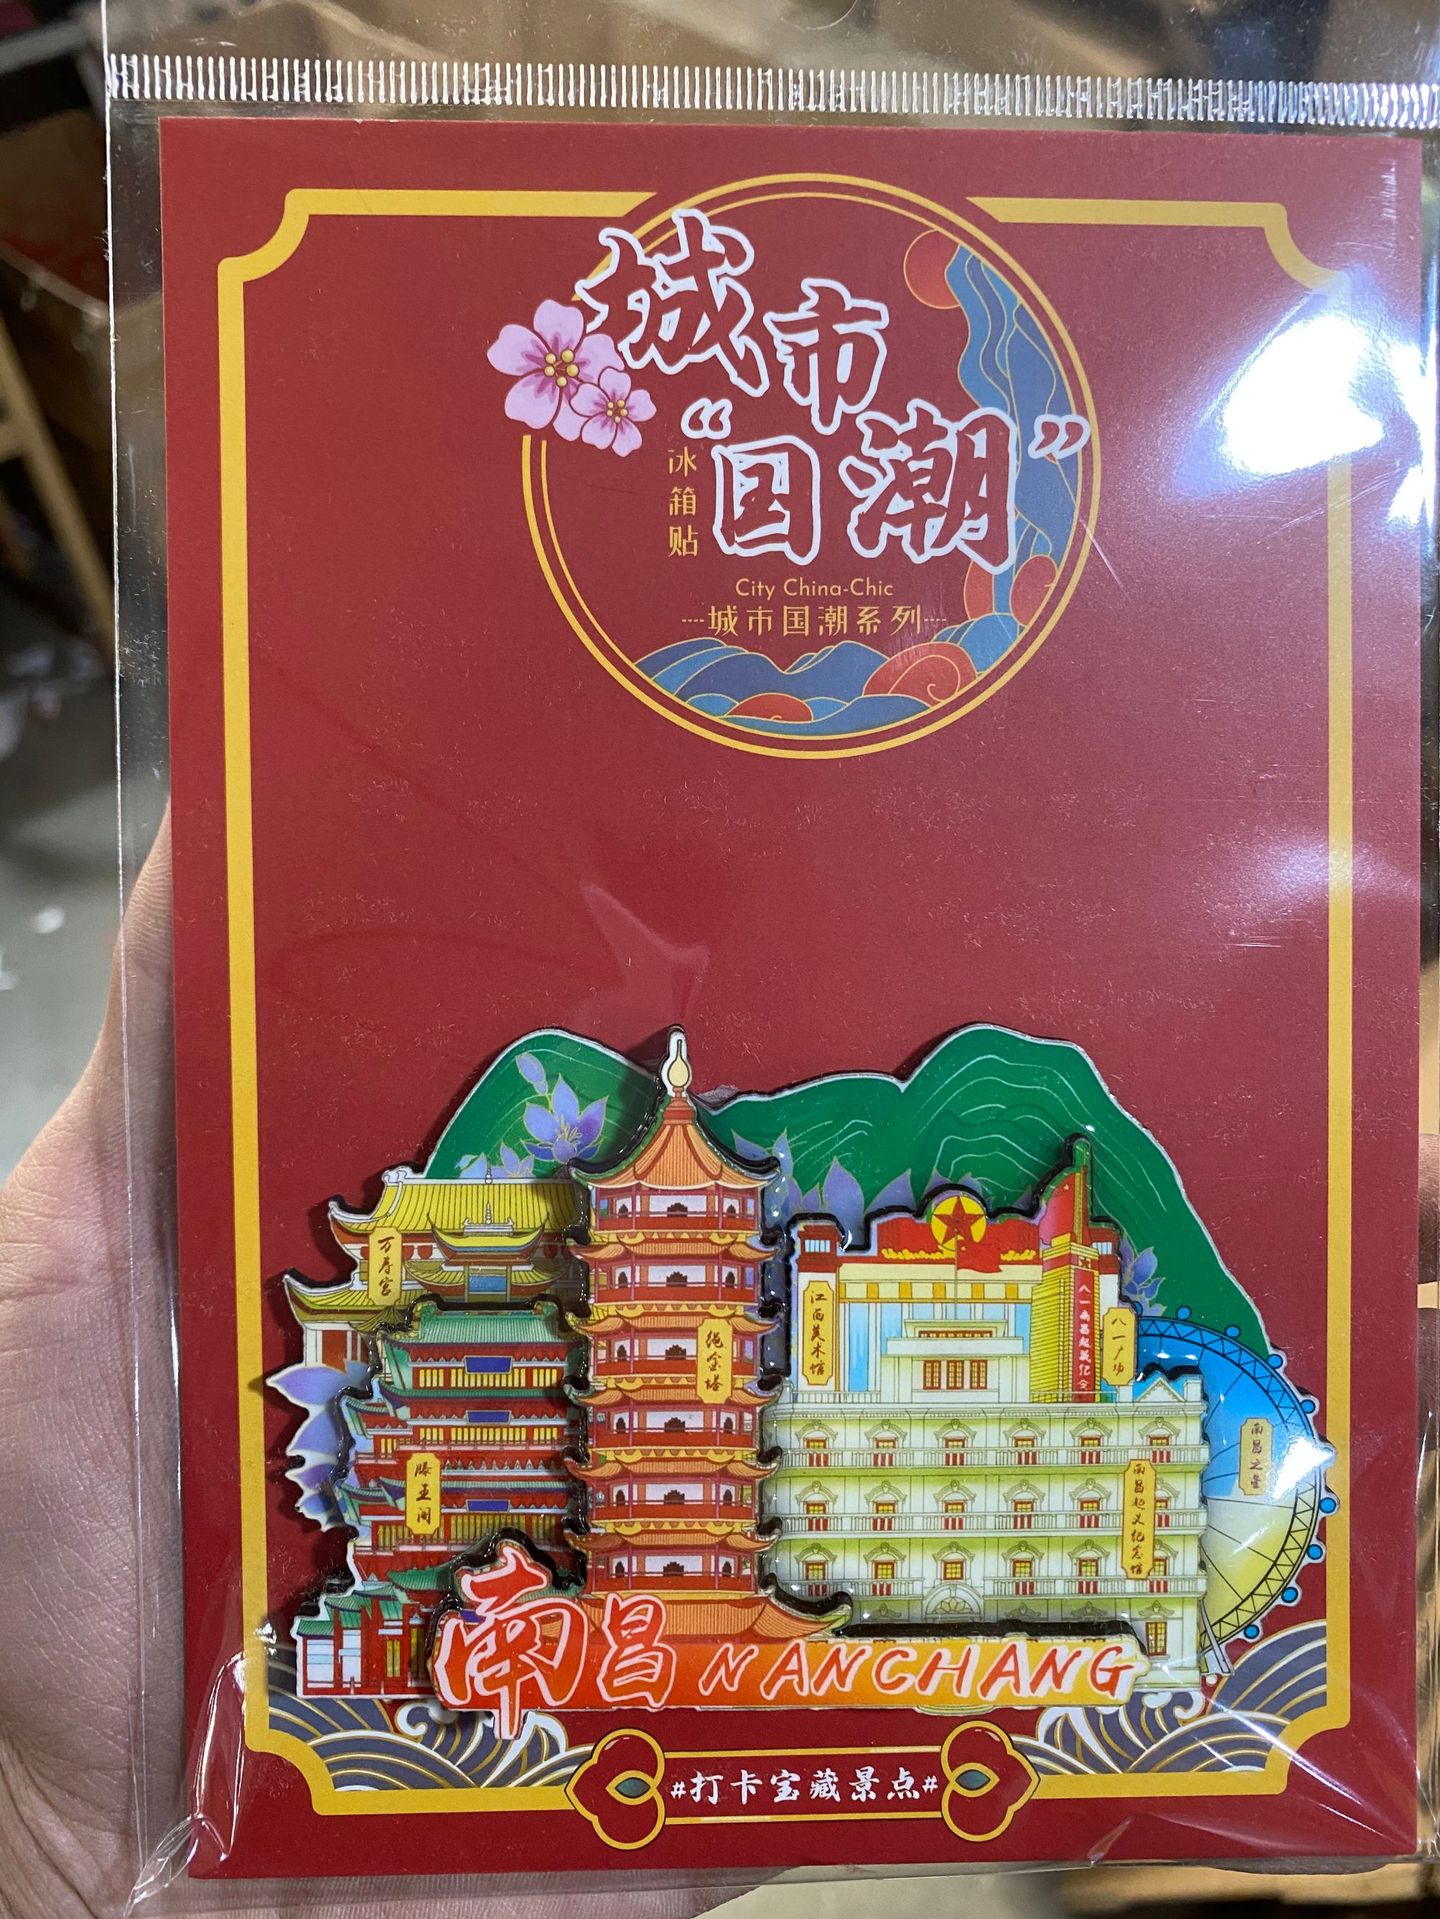 城市
“国潮”
冰箱贴
City China-Chic
城市国潮系列
万寿宫
滕王阁
绳金塔
江西美术馆
八一南昌起义纪念
八一广场
南昌之星
南昌起义纪念馆
南昌 NANCHANG
#打卡宝藏景点#